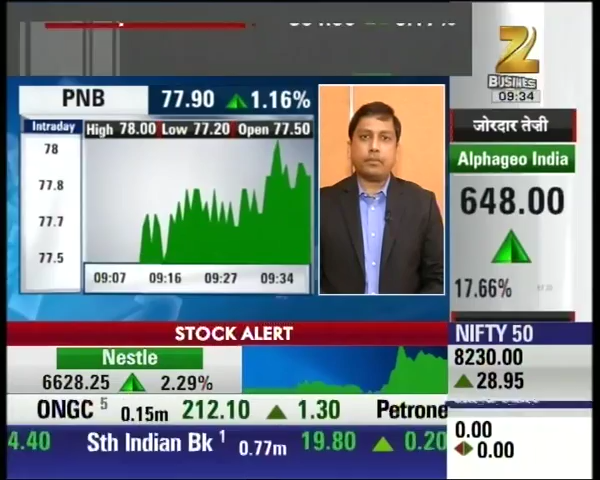 Z
BUSINESS
09:34
PNB 77.90 1.16%
Intraday High 78.00 Low 77.20 Open 77.50
78
77.8
77.7
77.5
09:07 09:16 09:27 09:34
जोरदार तेजी
Alphageo India
648.00
17.66%
STOCK ALERT
Nestle
6628.25 2.29%
NIFTY 50
8230.00
28.95
ONGC 5 0.15m 212.10 1.30 Petrone
4.40 Sth Indian Bk 1 0.77m 19.80 0.20
0.00
0.00